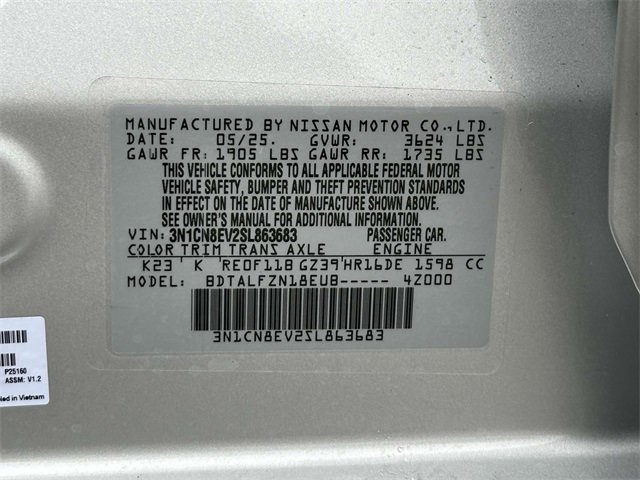 MANUFACTURED BY NISSAN MOTOR CO.,LTD.
DATE: 05/25. GVWR: 3624 LBS
GAWR FR: 1905 LBS GAWR RR: 1735 LBS
THIS VEHICLE CONFORMS TO ALL APPLICABLE FEDERAL MOTOR
VEHICLE SAFETY, BUMPER AND THEFT PREVENTION STANDARDS
IN EFFECT ON THE DATE OF MANUFACTURE SHOWN ABOVE.
SEE OWNER'S MANUAL FOR ADDITIONAL INFORMATION.
VIN: 3N1CN8EV2SL863683 PASSENGER CAR.
COLOR TRIM TRANS AXLE ENGINE
K23 ' K 'RE0F11B GZ39'HR16DE 1598 CC
MODEL: BDTALFZN18EUB----- 4Z000
3N1CN8EV2SL863683
P25160
ASSM: V1.2
ed in Vietnam